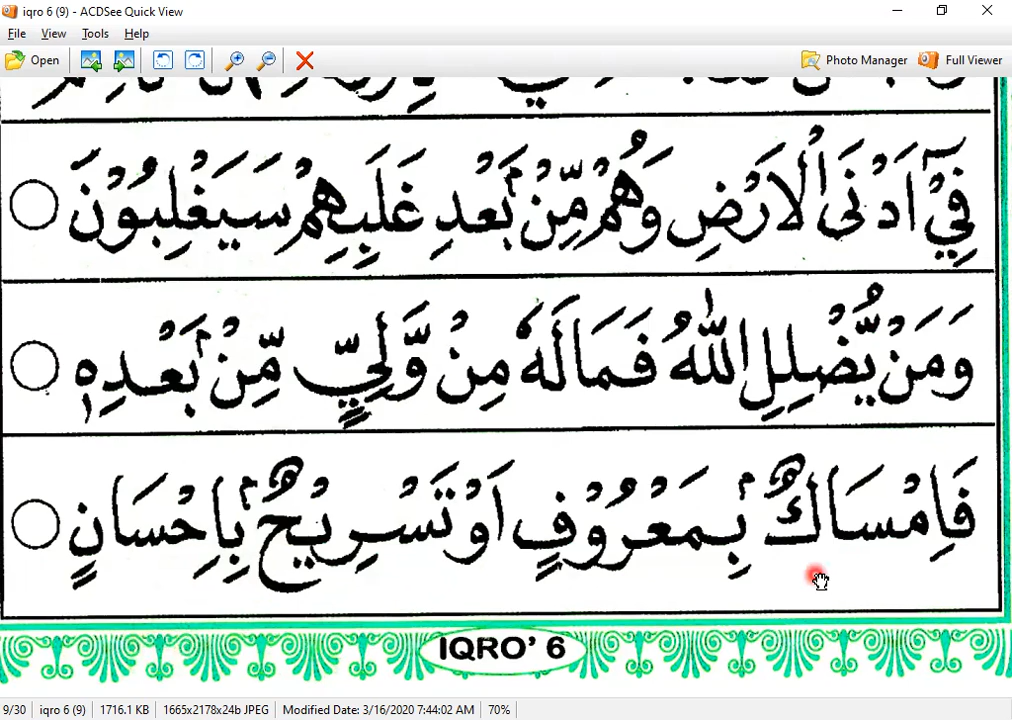 iqro 6 (9) - ACDSee Quick View
File View Tools Help
Open Photo Manager Full Viewer
فِيْٓ اَدْنَى الْاَرْضِ وَهُمْ مِّنْۢ بَعْدِ غَلَبِهِمْ سَيَغْلِبُوْنَ
وَمَنْ يُّضْلِلِ اللّٰهُ فَمَالَهٗ مِنْ وَّلِيٍّ مِّنْۢ بَعْدِهٖ
فَاِمْسَاكٌۢ بِمَعْرُوْفٍ اَوْتَسْرِيْحٌۢ بِاِحْسَانٍ
IQRO' 6
9/30 iqro 6 (9) 1716.1 KB 1665x2178x24b JPEG Modified Date: 3/16/2020 7:44:02 AM 70%